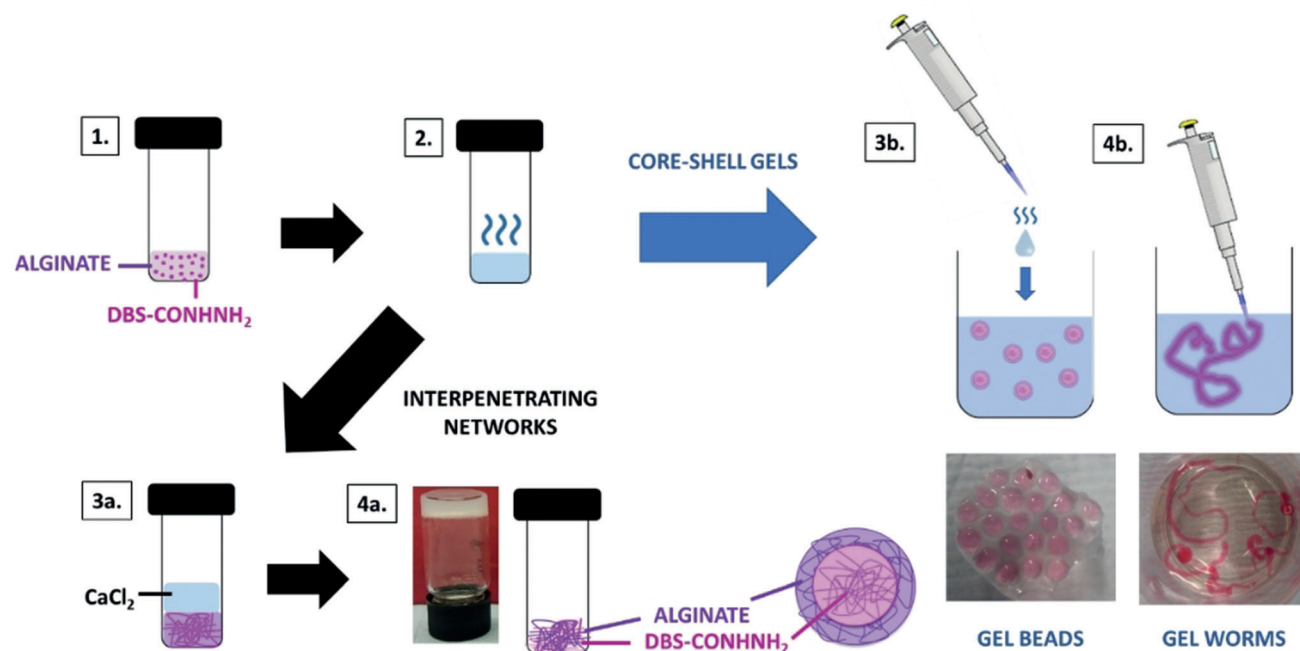 1.
2.
3b.
4b.
CORE-SHELL GELS
ALGINATE
DBS-CONHNH₂
INTERPENETRATING
NETWORKS
3a.
4a.
CaCl₂
ALGINATE
DBS-CONHNH₂
GEL BEADS
GEL WORMS